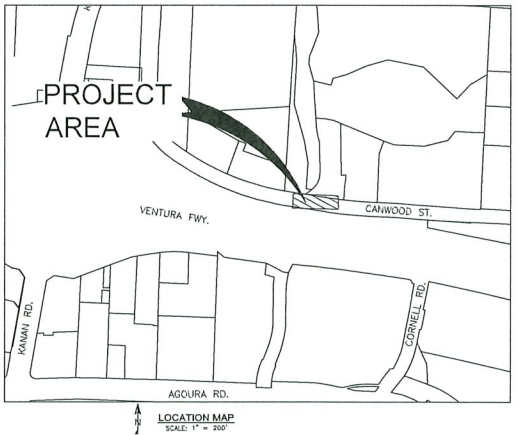 PROJECT
AREA
CANWOOD ST.
VENTURA FWY.
KANAN RD.
CORNELL RD.
AGOURA RD.
N
LOCATION MAP
SCALE: 1" = 200'